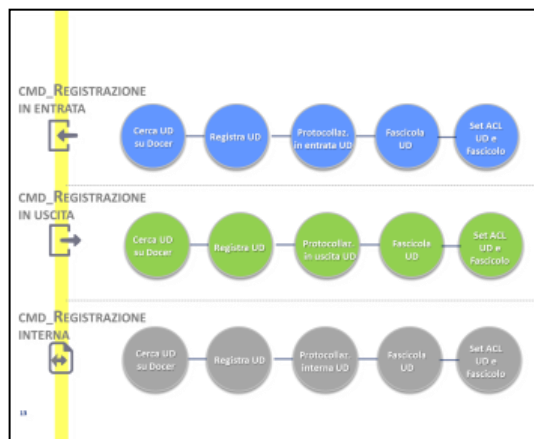 CMD_REGISTRAZIONE
IN ENTRATA
Cerca UD
su Docer
Registra UD
Protocollaz.
in entrata UD
Fascicola
UD
Set ACL
UD e
Fascicolo
CMD_REGISTRAZIONE
IN USCITA
Cerca UD
su Docer
Registra UD
Protocollaz.
in uscita UD
Fascicola
UD
Set ACL
UD e
Fascicolo
CMD_REGISTRAZIONE
INTERNA
Cerca UD
su Docer
Registra UD
Protocollaz.
interna UD
Fascicola
UD
Set ACL
UD e
Fascicolo